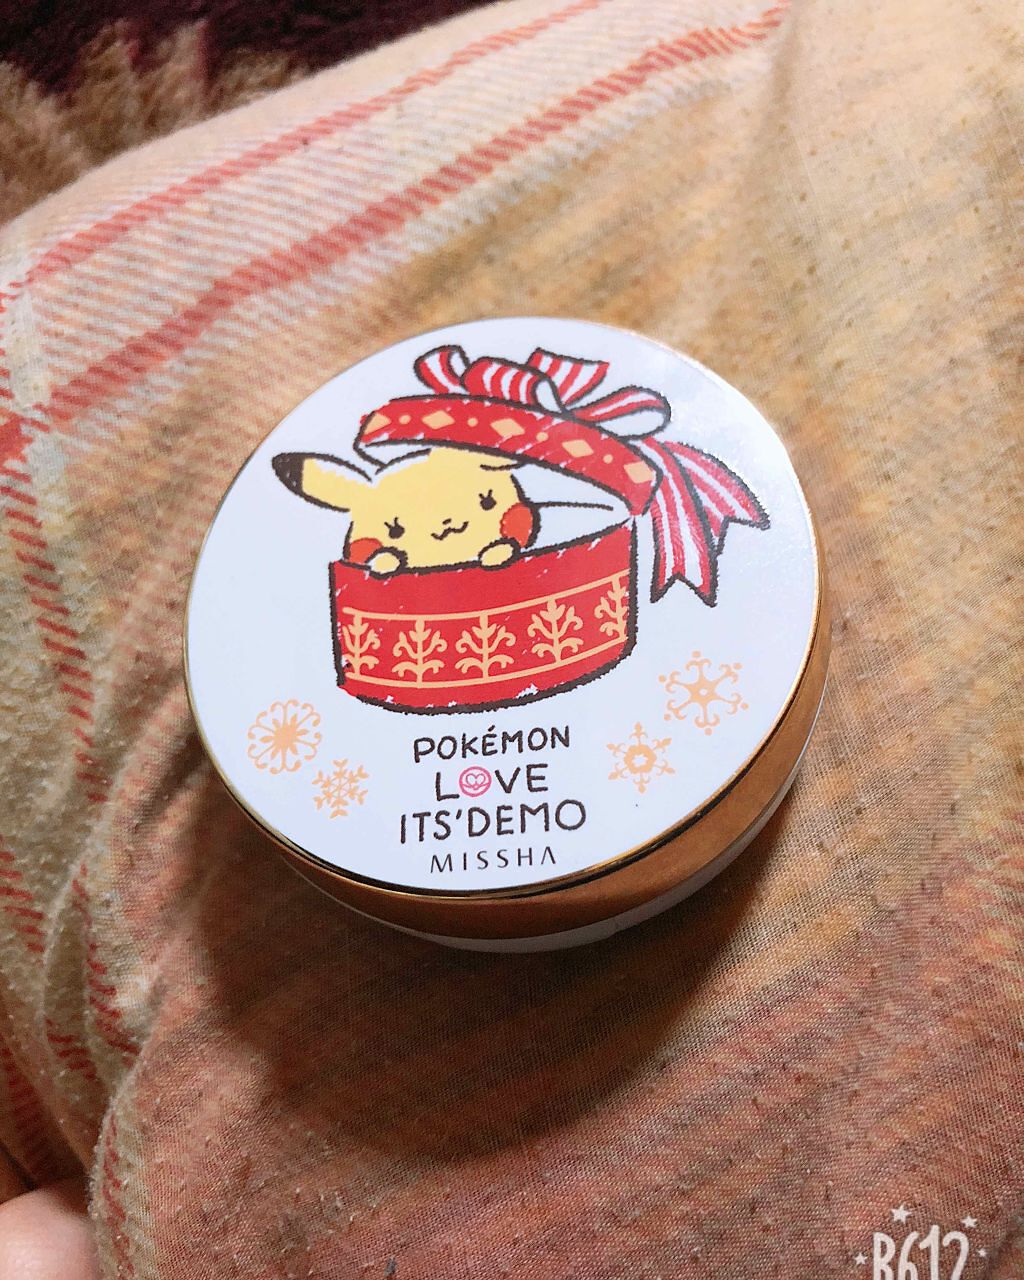 POKÉMON
LOVE
ITS'DEMO
MISSHA
B612